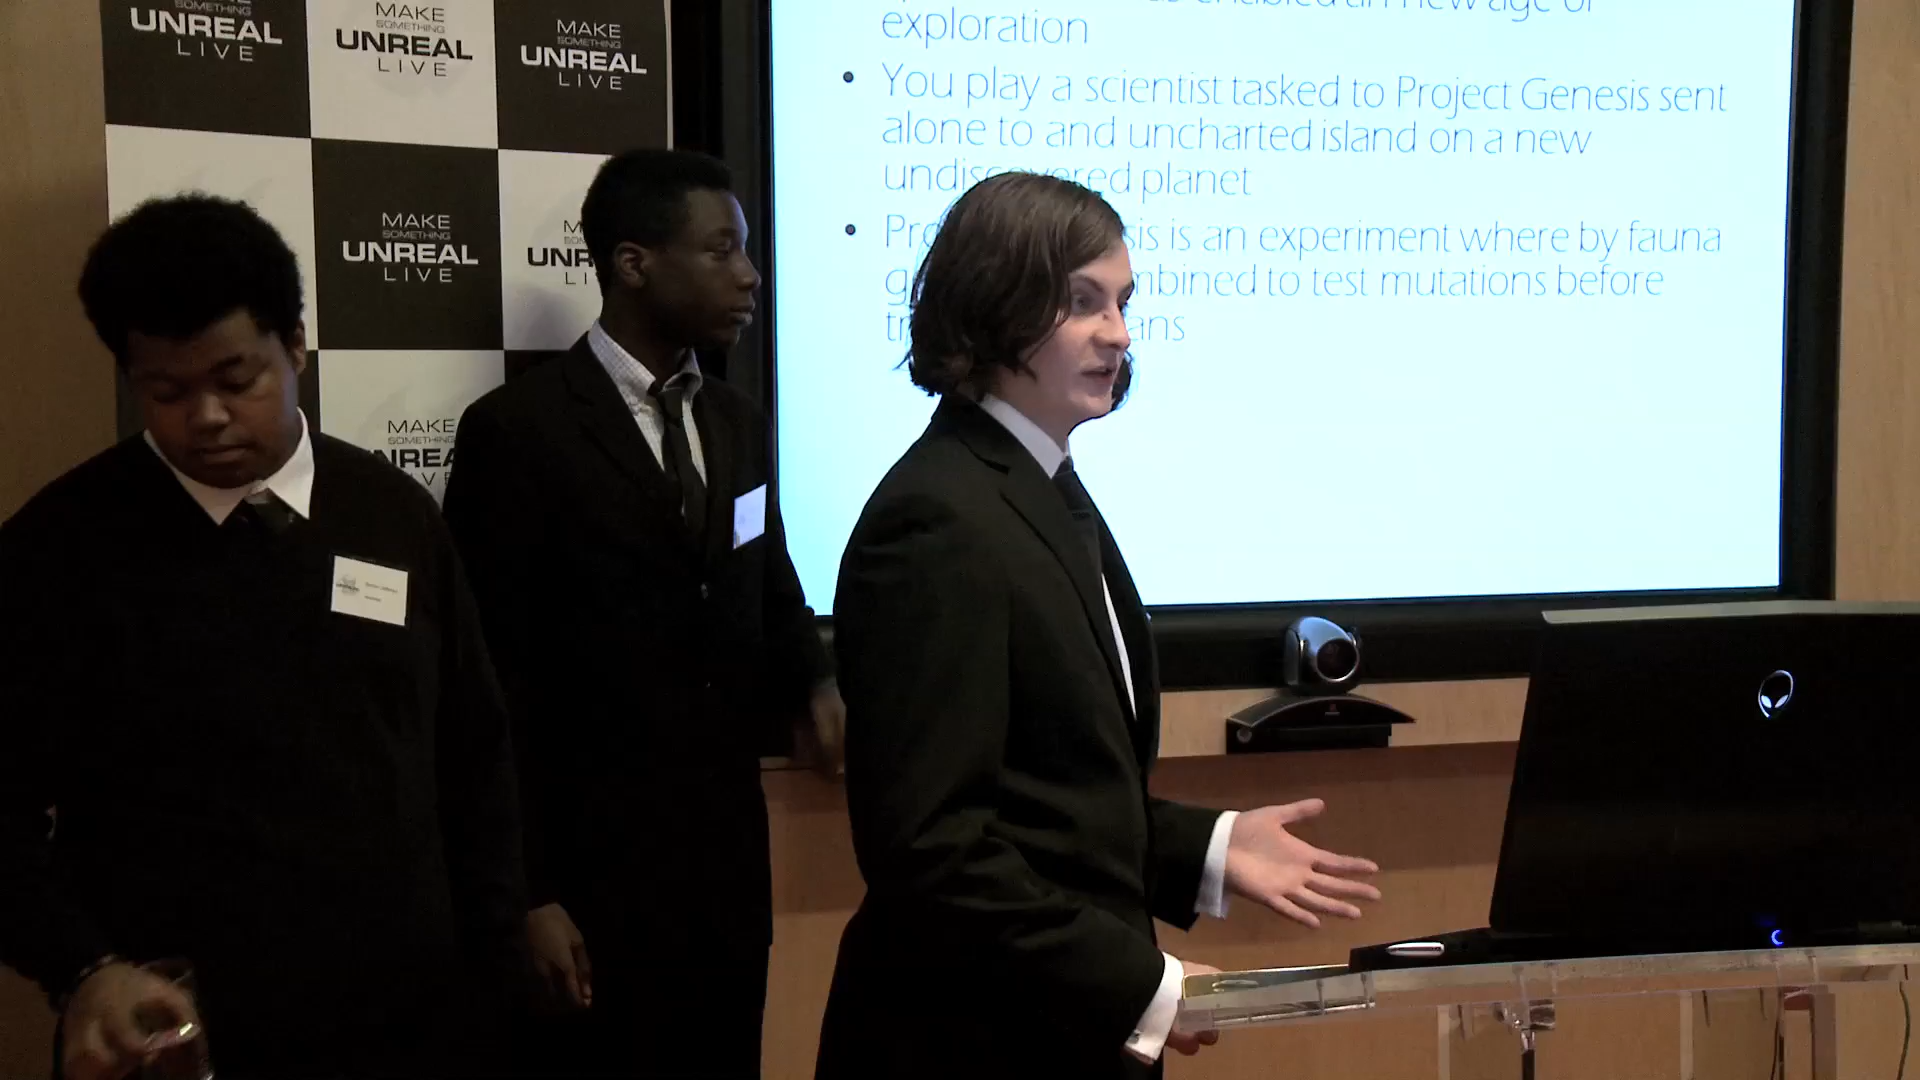 SOMETHING
UNREAL
LIVE
MAKE
SOMETHING
UNREAL
LIVE
MAKE
SOMETHING
UNREAL
LIVE
MAKE
SOMETHING
UNREAL
LIVE
MAKE
SOMETHING
LIVE
exploration
• You play a scientist tasked to Project Genesis sent
alone to and uncharted island on a new
planet
• is an experiment where by fauna
to test mutations before